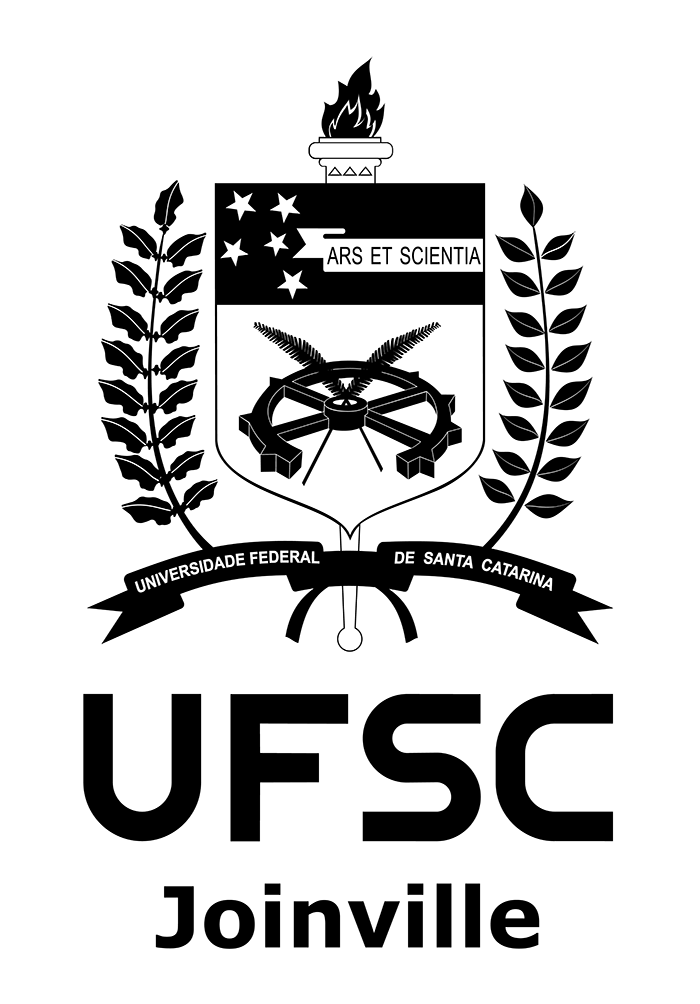 ARS ET SCIENTIA
UNIVERSIDADE FEDERAL DE SANTA CATARINA
UFSC
Joinville